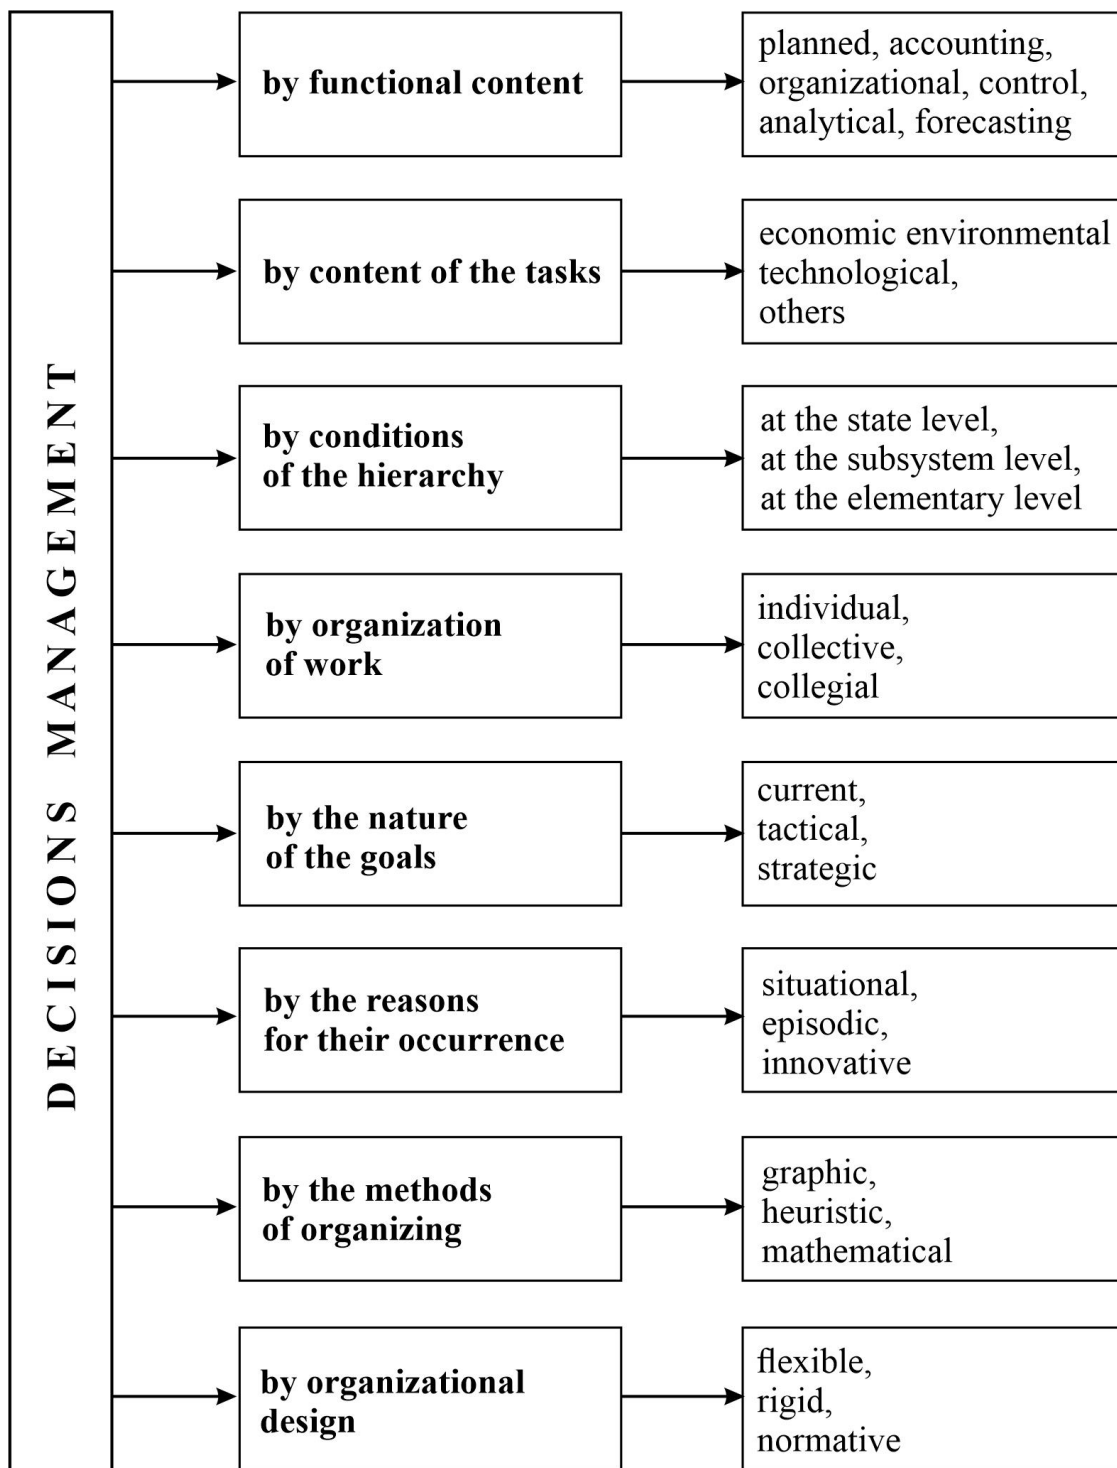 DECISIONS MANAGEMENT
by functional content
planned, accounting,
organizational, control,
analytical, forecasting
by content of the tasks
economic environmental
technological,
others
by conditions
of the hierarchy
at the state level,
at the subsystem level,
at the elementary level
by organization
of work
individual,
collective,
collegial
by the nature
of the goals
current,
tactical,
strategic
by the reasons
for their occurrence
situational,
episodic,
innovative
by the methods
of organizing
graphic,
heuristic,
mathematical
by organizational
design
flexible,
rigid,
normative